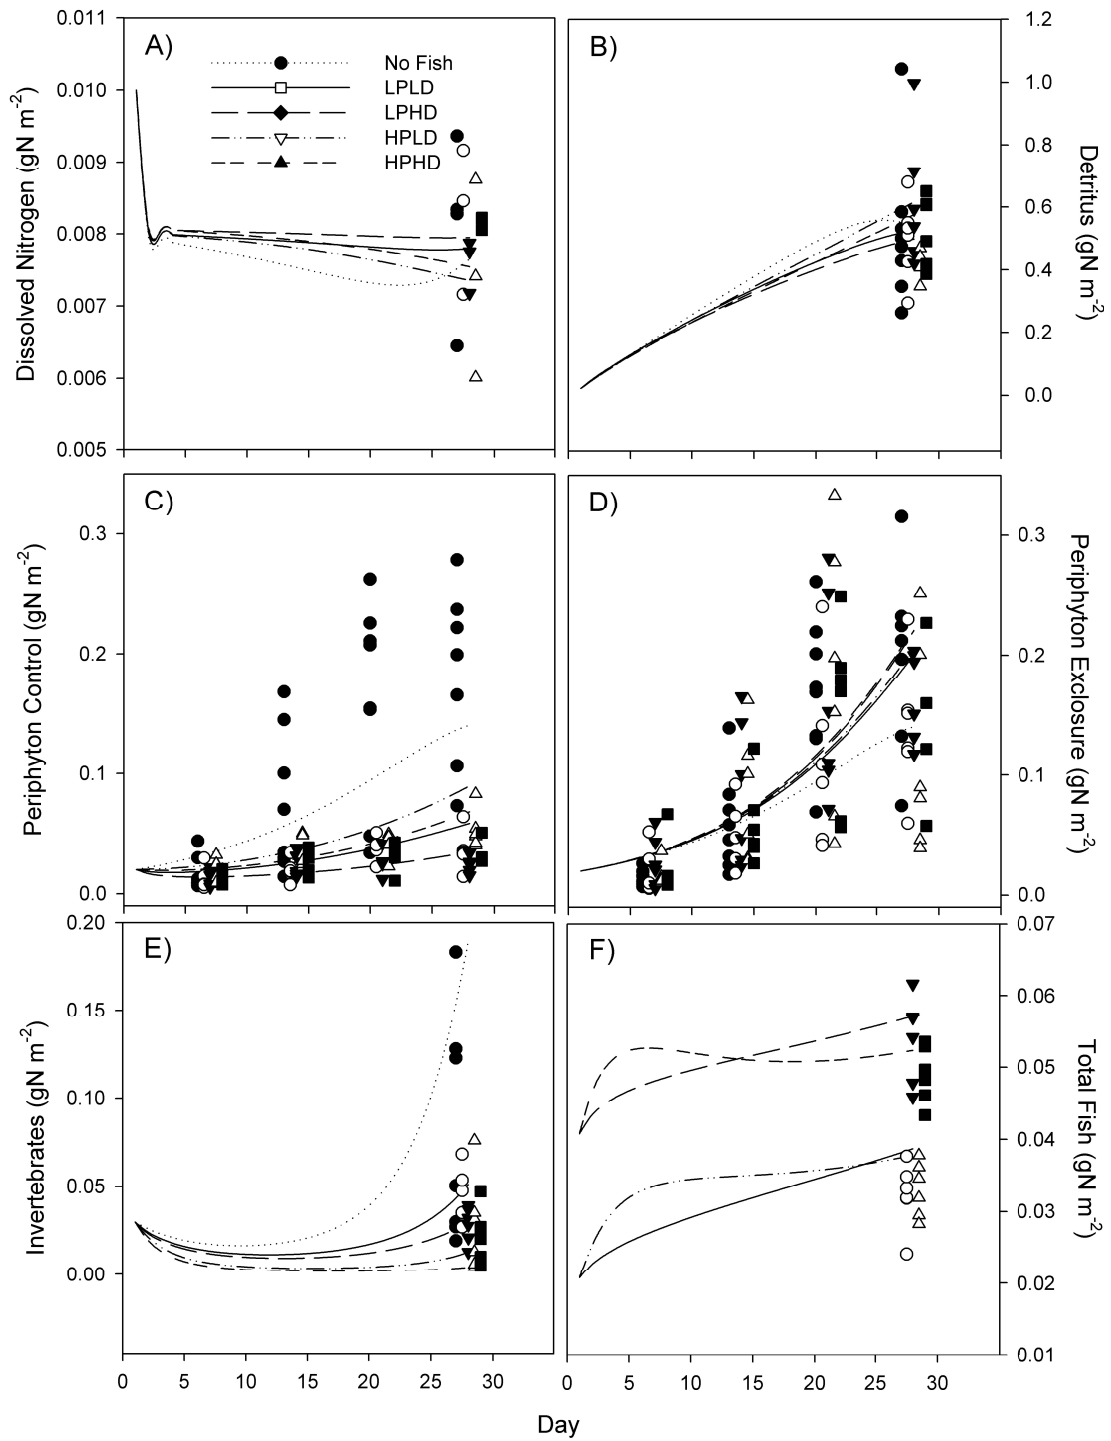 A)
No Fish
LPLD
LPHD
HPLD
HPHD
0.011
0.010
0.009
0.008
0.007
0.006
0.005
Dissolved Nitrogen (gN m-2)
B)
1.2
1.0
0.8
0.6
0.4
0.2
0.0
Detritus (gN m-2)
C)
0.3
0.2
0.1
0.0
Periphyton Control (gN m-2)
D)
0.3
0.2
0.1
0.0
Periphyton Exclosure (gN m-2)
E)
0.20
0.15
0.10
0.05
0.00
Invertebrates (gN m-2)
0 5 10 15 20 25 30
F)
0.07
0.06
0.05
0.04
0.03
0.02
0.01
Total Fish (gN m-2)
0 5 10 15 20 25 30
Day